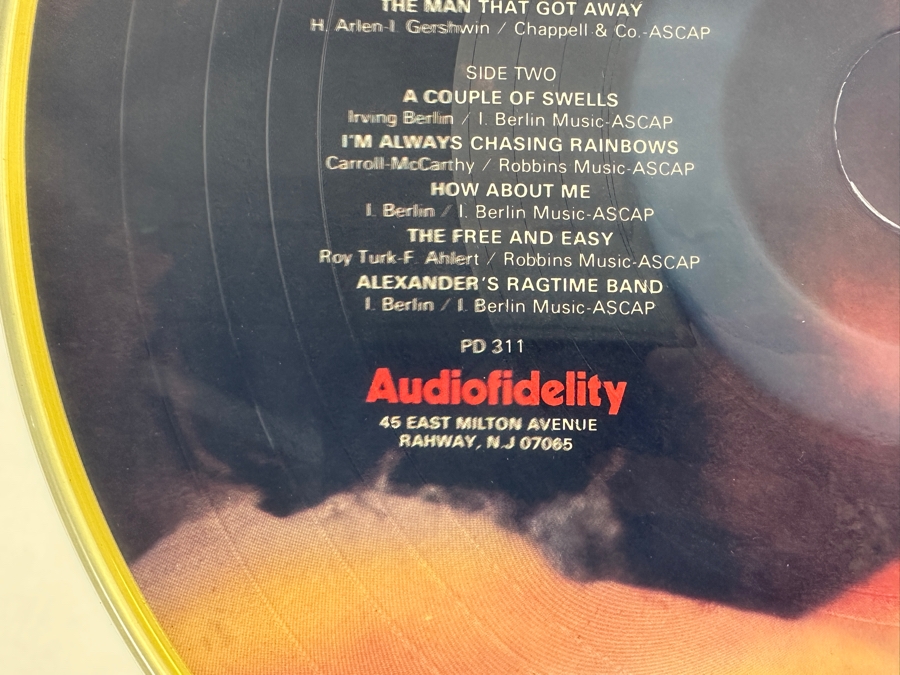 THE MAN THAT GOT AWAY
H. Arlen-I. Gershwin / Chappell & Co.-ASCAP
SIDE TWO
A COUPLE OF SWELLS
Irving Berlin / I. Berlin Music-ASCAP
I'M ALWAYS CHASING RAINBOWS
Carroll-McCarthy / Robbins Music-ASCAP
HOW ABOUT ME
I. Berlin / I. Berlin Music-ASCAP
THE FREE AND EASY
Roy Turk-F. Ahlert / Robbins Music-ASCAP
ALEXANDER'S RAGTIME BAND
I. Berlin / I. Berlin Music-ASCAP
PD 311
Audiofidelity
45 EAST MILTON AVENUE
RAHWAY, N.J 07065